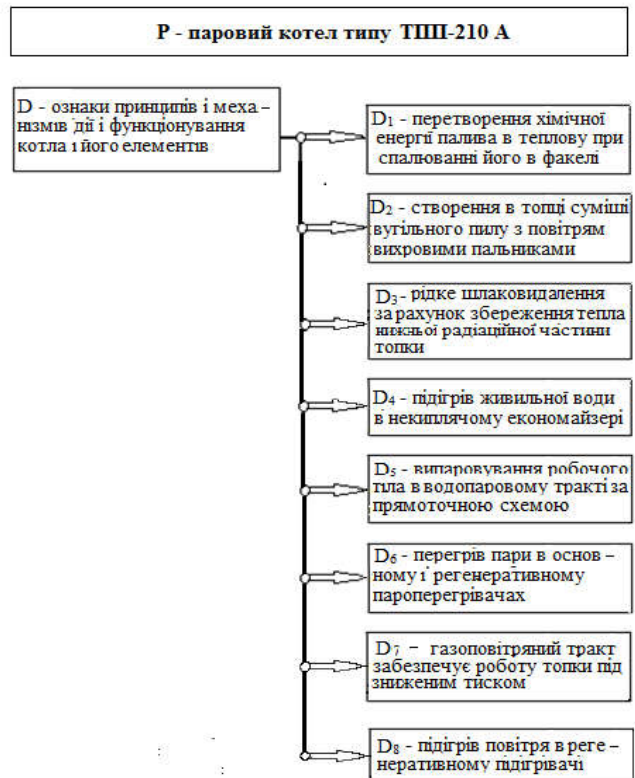 Р - паровий котел типу ТПП-210 А
D - ознаки принципів і меха –
нізмів дії і функціонування
котла і його елементів
D1 - перетворення хімічної
енергії палива в теплову при
спалюванні його в факелі
D2 - створення в топці суміші
вугільного пилу з повітрям
вихровими пальниками
D3 - рідке шлаковидалення
за рахунок збереження тепла
нижньої радіаційної частини
топки
D4 - підігрів живильної води
в некиплячому економайзері
D5 - випаровування робочого
тіла в водопаровому тракті за
прямоточною схемою
D6 - перегрів пари в основ –
ному і регенеративному
пароперегрівачах
D7 – газоповітряний тракт
забезпечує роботу топки під
зниженим тиском
D8 - підігрів повітря в реге –
неративному підігрівачі